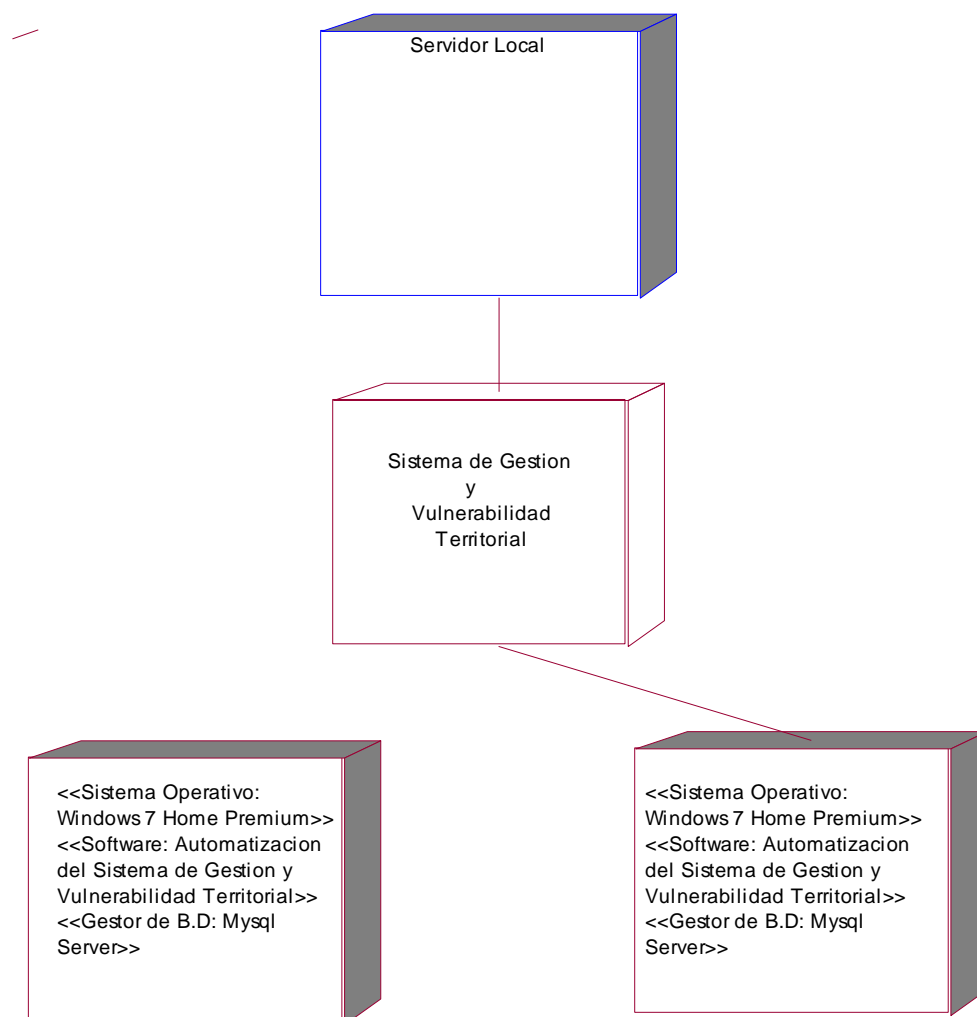 Servidor Local
Sistema de Gestion
y
Vulnerabilidad
Territorial
<<Sistema Operativo:
Windows 7 Home Premium>>
<<Software: Automatizacion
del Sistema de Gestion y
Vulnerabilidad Territorial>>
<<Gestor de B.D: Mysql
Server>>
<<Sistema Operativo:
Windows 7 Home Premium>>
<<Software: Automatizacion
del Sistema de Gestion y
Vulnerabilidad Territorial>>
<<Gestor de B.D: Mysql
Server>>